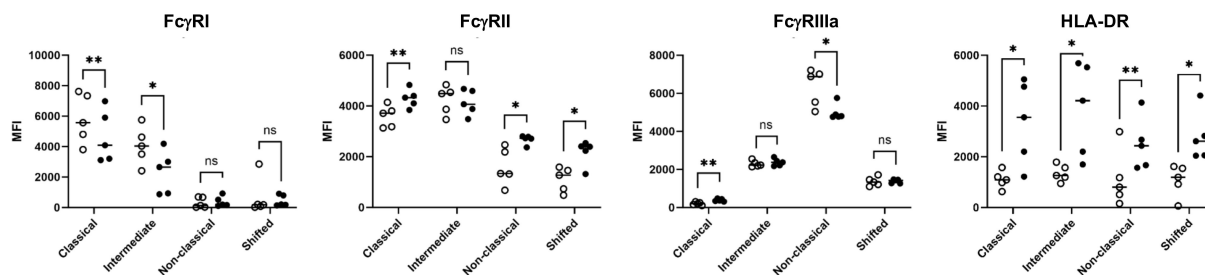 FcγRI
MFI
10000
8000
6000
4000
2000
0
**
*
ns
ns
Classical
Intermediate
Non-classical
Shifted
FcγRII
MFI
6000
4000
2000
0
**
ns
*
*
Classical
Intermediate
Non-classical
Shifted
FcγRIIIa
MFI
8000
6000
4000
2000
0
**
ns
*
ns
Classical
Intermediate
Non-classical
Shifted
HLA-DR
MFI
6000
4000
2000
0
*
*
**
*
Classical
Intermediate
Non-classical
Shifted